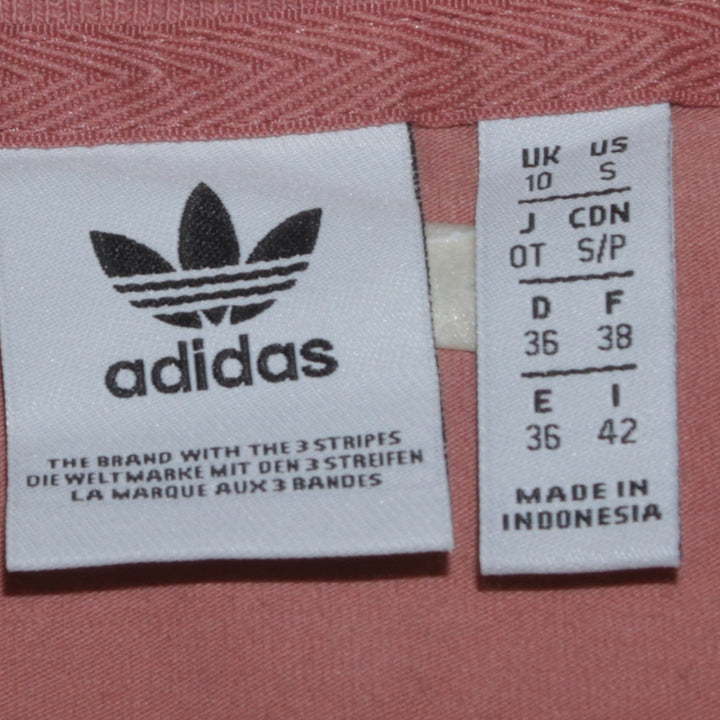 adidas
THE BRAND WITH THE 3 STRIPES
DIE WELTMARKE MIT DEN 3 STREIFEN
LA MARQUE AUX 3 BANDES
UK US
10 S
J CDN
OT S/P
D F
36 38
E I
36 42
MADE IN
INDONESIA